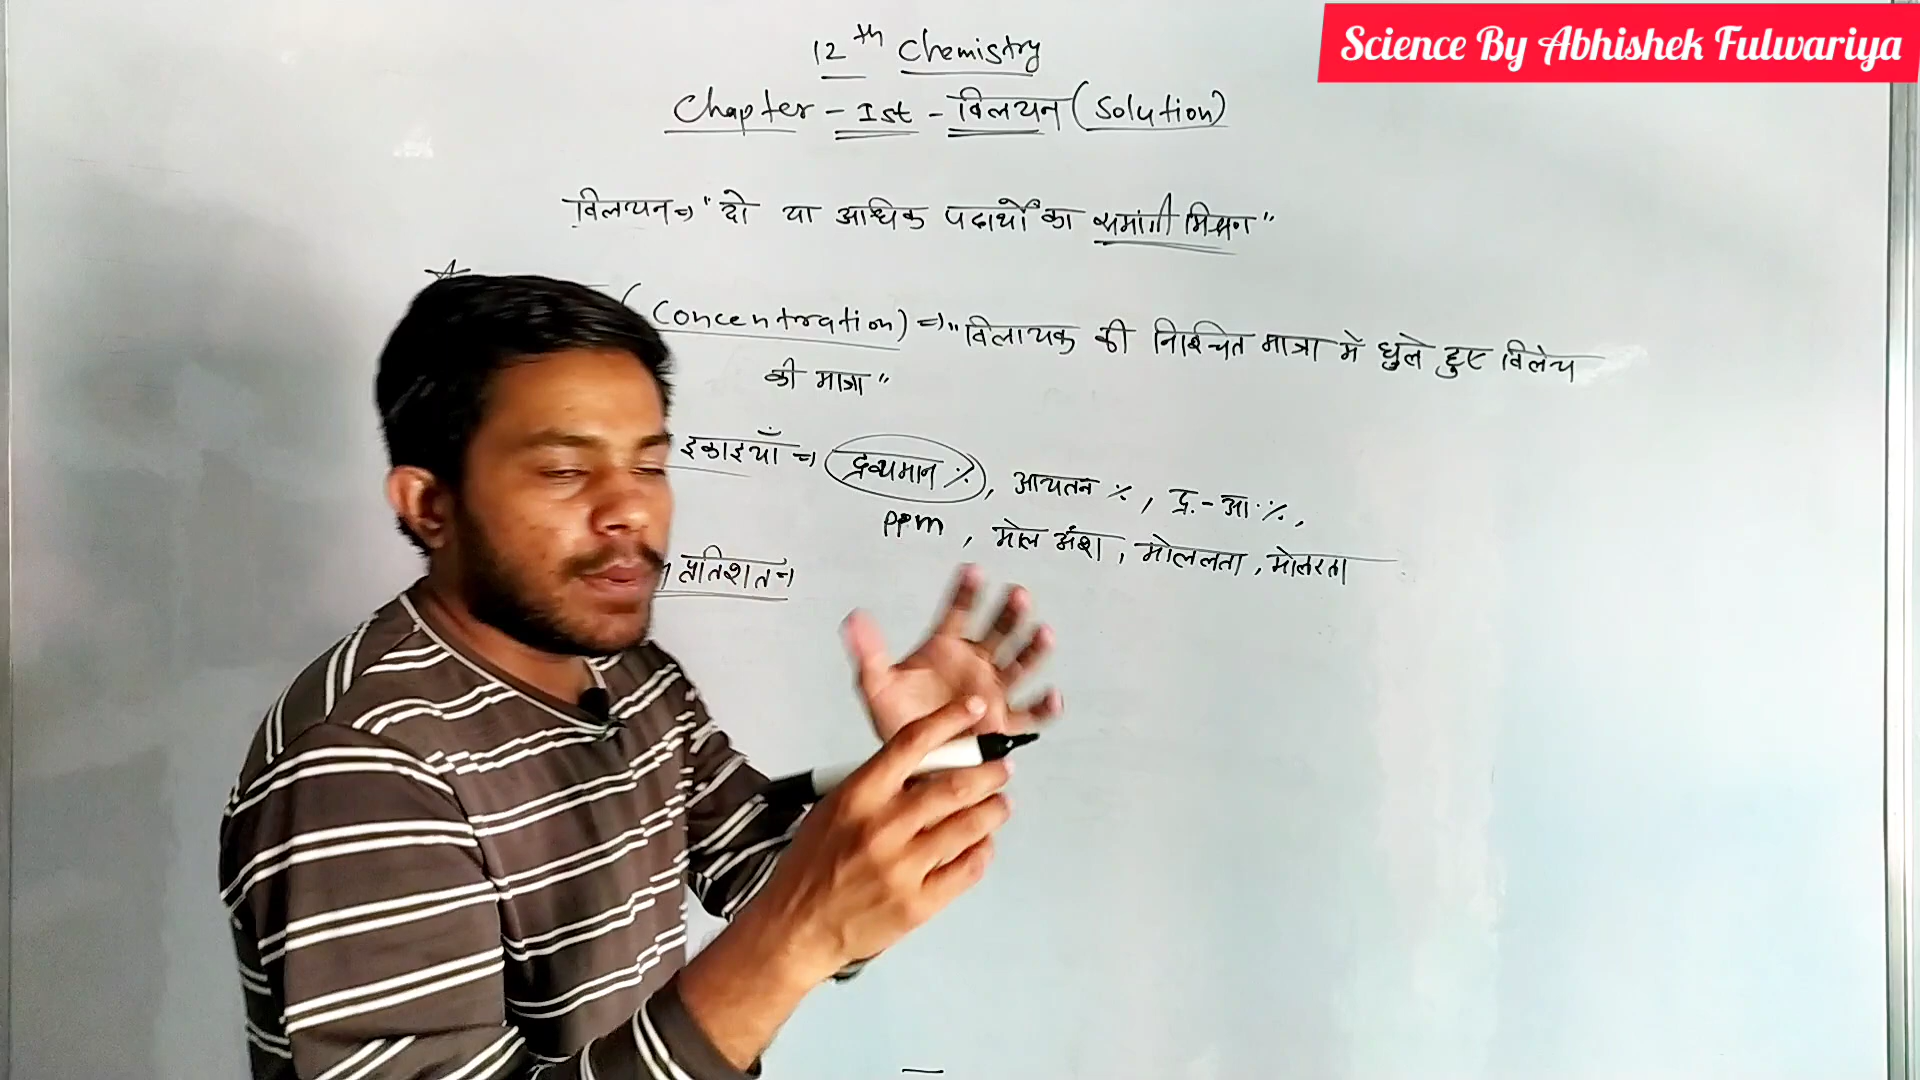 Science By Abhishek Fulwariya
12th Chemistry
Chapter - Ist - विलयन (Solution)
विलयन => " दो या अधिक पदार्थों का समांगी मिश्रण "
(Concentration) => " विलायक की निश्चित मात्रा में घुले हुए विलेय
की मात्रा "
इकाइयाँ => द्रव्यमान %, आयतन %, द्र.-आ.%,
ppm, मोल अंश, मोललता, मोलरता
प्रतिशत =>